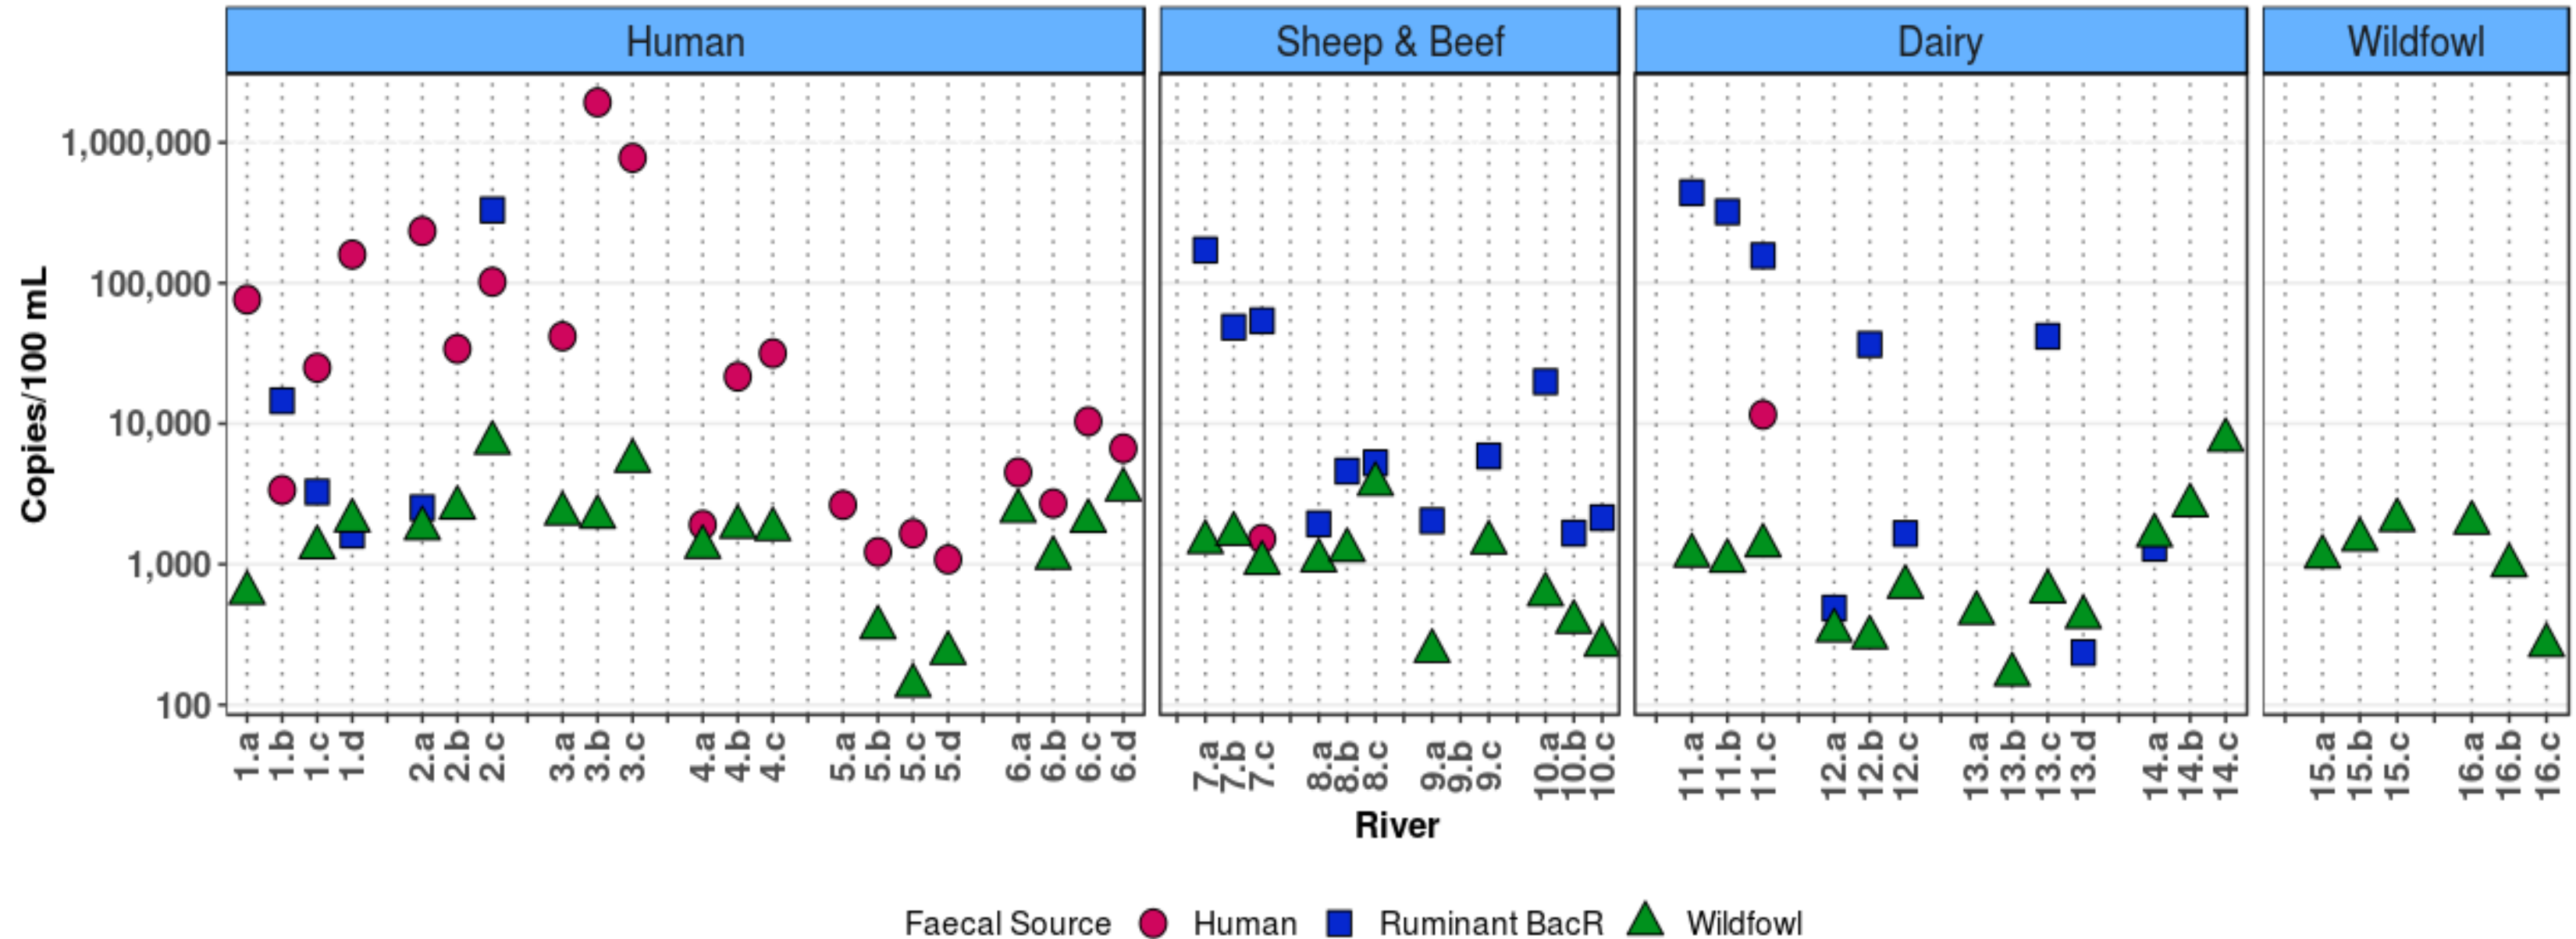 Human
Sheep & Beef
Dairy
Wildfowl
Copies/100 mL
1,000,000
100,000
10,000
1,000
100
1.a 1.b 1.c 1.d 2.a 2.b 2.c 3.a 3.b 3.c 4.a 4.b 4.c 5.a 5.b 5.c 5.d 6.a 6.b 6.c 6.d
7.a 7.b 7.c 8.a 8.b 8.c 9.a 9.b 9.c 10.a 10.b 10.c
11.a 11.b 11.c 12.a 12.b 12.c 13.a 13.b 13.c 13.d 14.a 14.b 14.c
15.a 15.b 15.c 16.a 16.b 16.c
River
Faecal Source Human Ruminant BacR Wildfowl